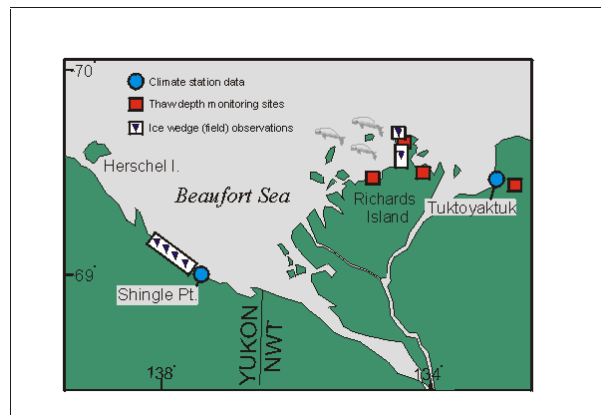 70°
Climate station data
Thaw depth monitoring sites
Ice wedge (field) observations
Herschel I.
Beaufort Sea
Richards
Island
Tuktoyaktuk
69°
Shingle Pt.
YUKON
NWT
138°
134°